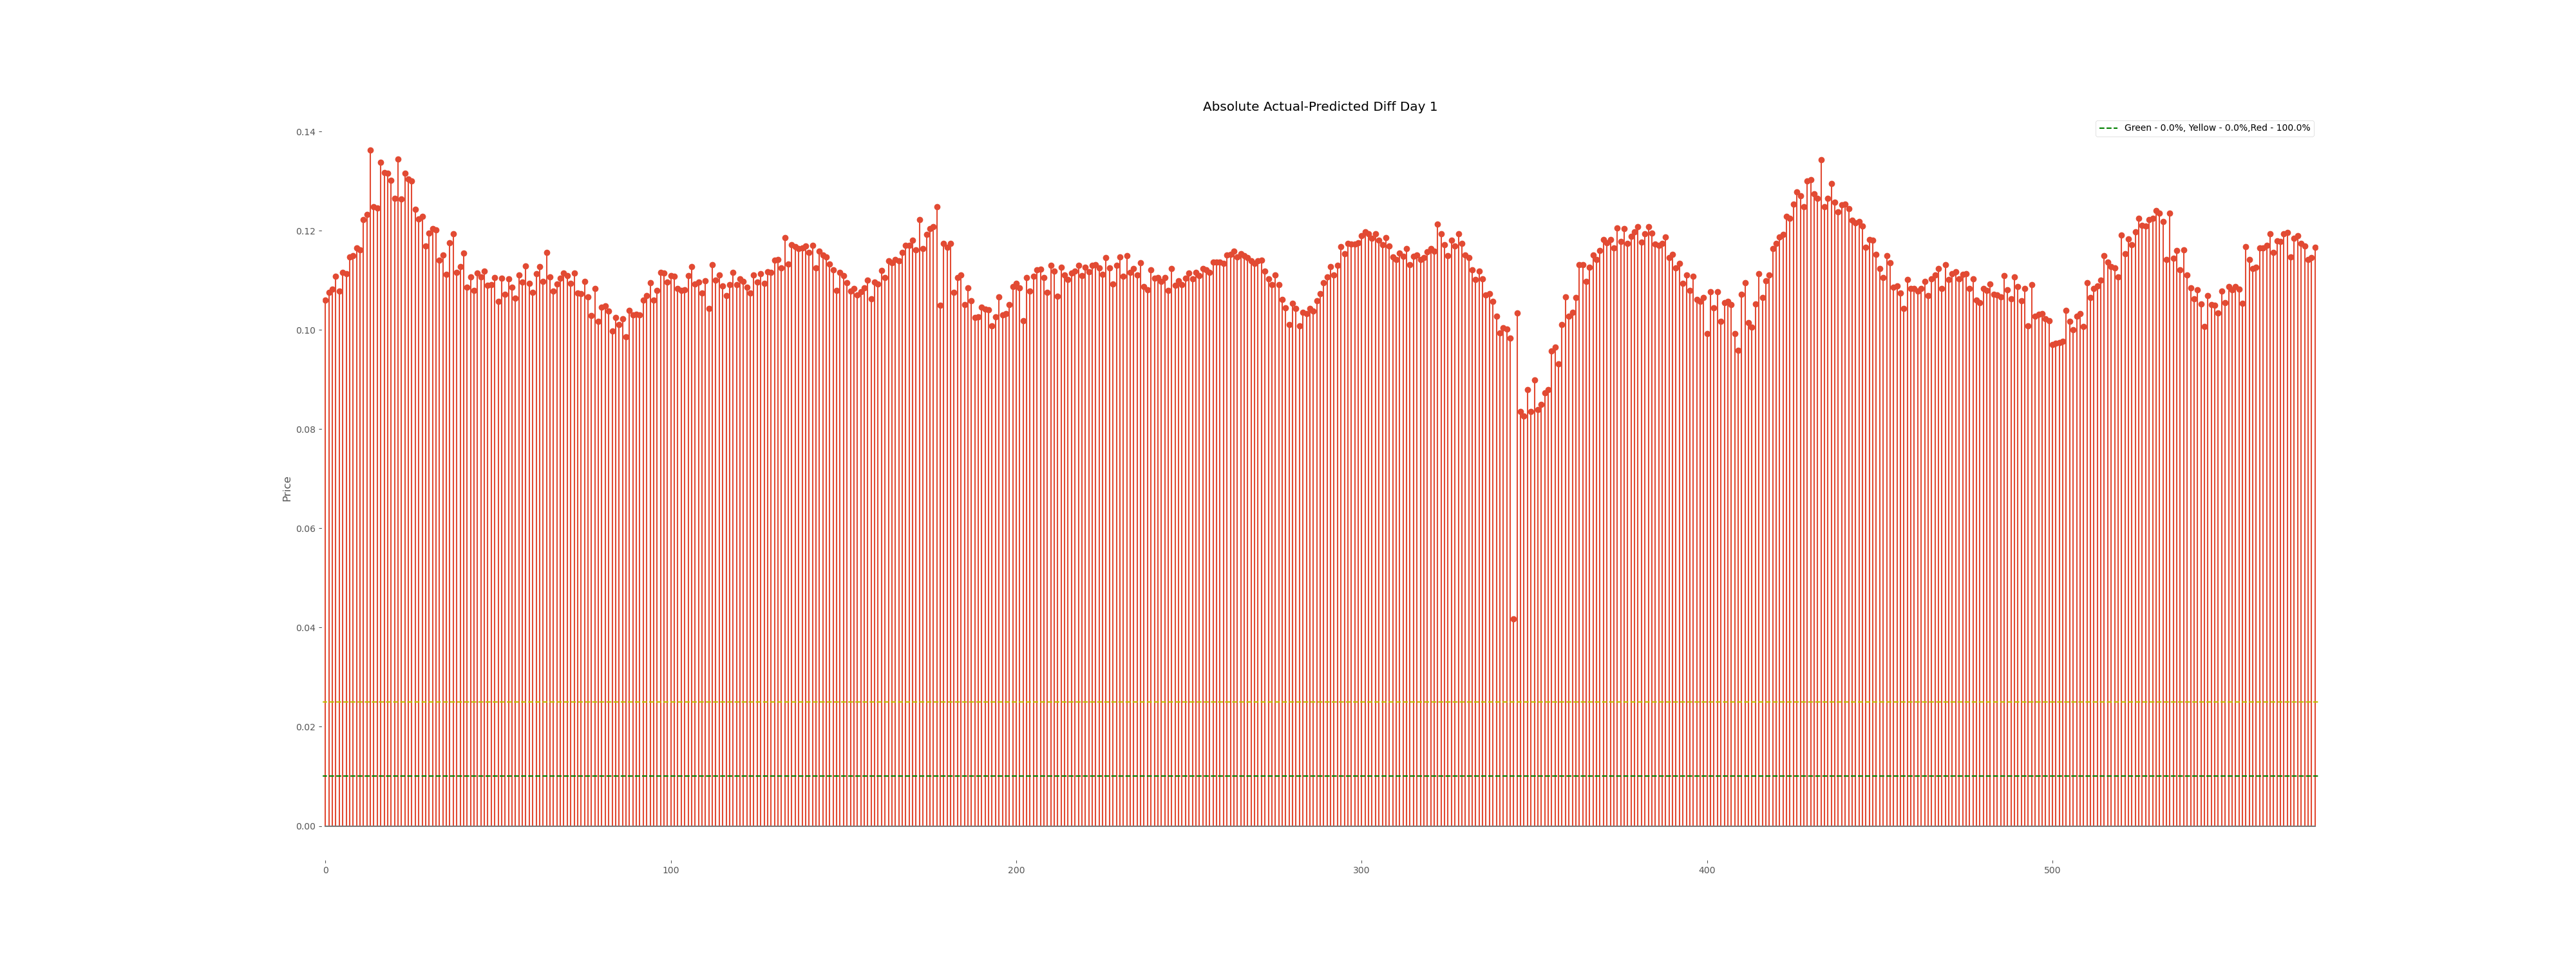 Absolute Actual-Predicted Diff Day 1
0.14
Green - 0.0%, Yellow - 0.0%,Red - 100.0%
0.12
0.10
0.08
Price
0.06
0.04
0.02
0.00
0 100 200 300 400 500